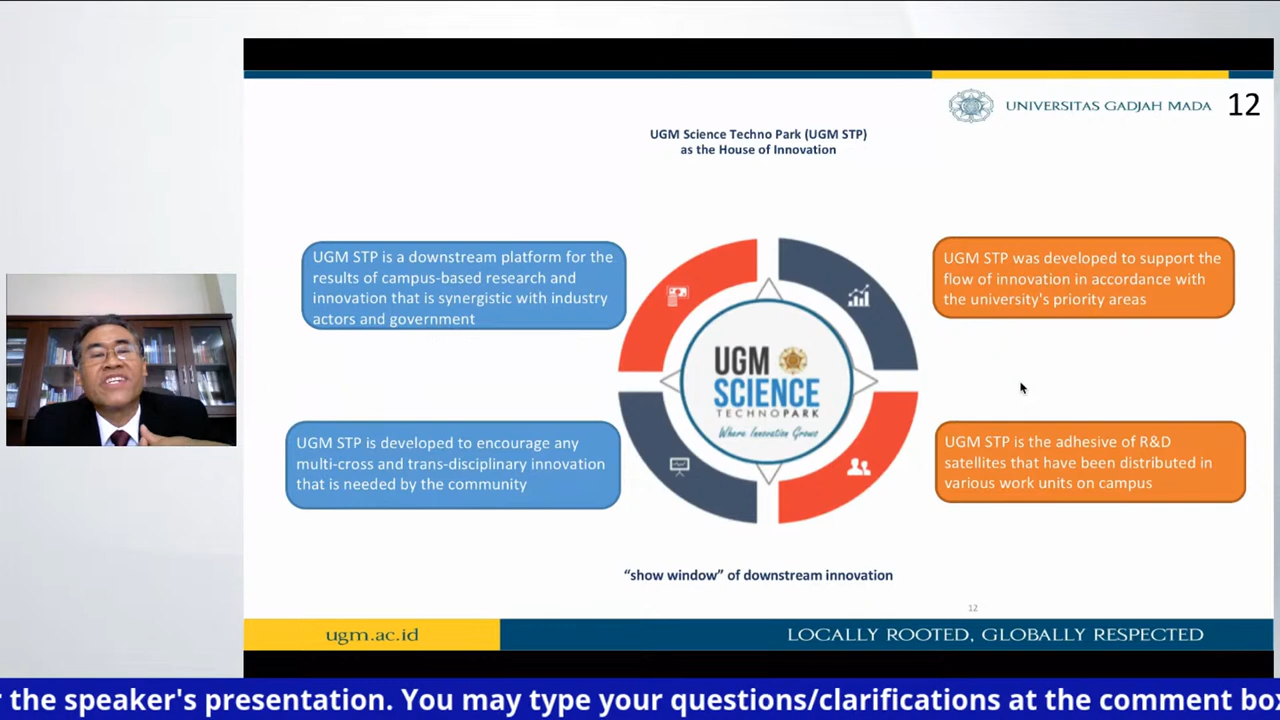 UNIVERSITAS GADJAH MADA 12
UGM Science Techno Park (UGM STP)
as the House of Innovation
UGM STP is a downstream platform for the
results of campus-based research and
innovation that is synergistic with industry
actors and government
UGM STP was developed to support the
flow of innovation in accordance with
the university's priority areas
UGM
SCIENCE
TECHNOPARK
Where Innovation Grows
UGM STP is developed to encourage any
multi-cross and trans-disciplinary innovation
that is needed by the community
UGM STP is the adhesive of R&D
satellites that have been distributed in
various work units on campus
“show window” of downstream innovation
12
ugm.ac.id
LOCALLY ROOTED, GLOBALLY RESPECTED
r the speaker's presentation. You may type your questions/clarifications at the comment box